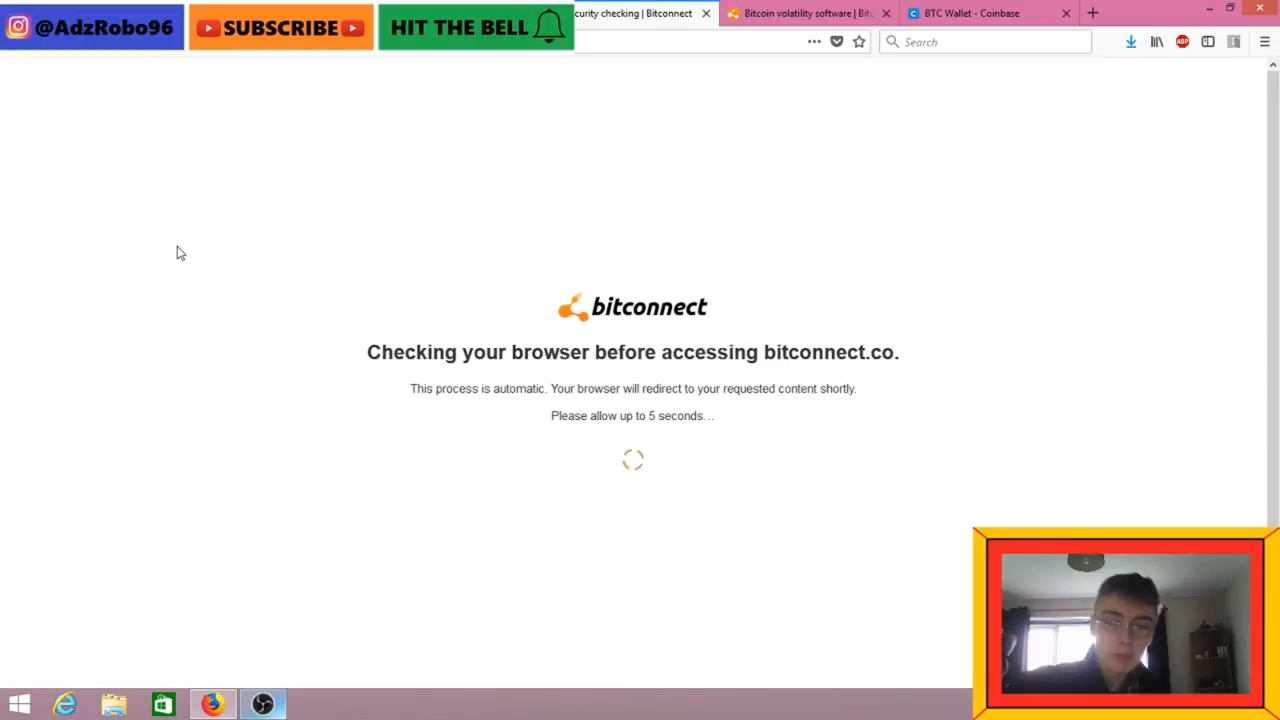 @AdzRobo96
SUBSCRIBE
HIT THE BELL
curity checking | Bitconnect
Bitcoin volatility software | Bit
BTC Wallet - Coinbase
Search
ABP
bitconnect
Checking your browser before accessing bitconnect.co.
This process is automatic. Your browser will redirect to your requested content shortly.
Please allow up to 5 seconds…